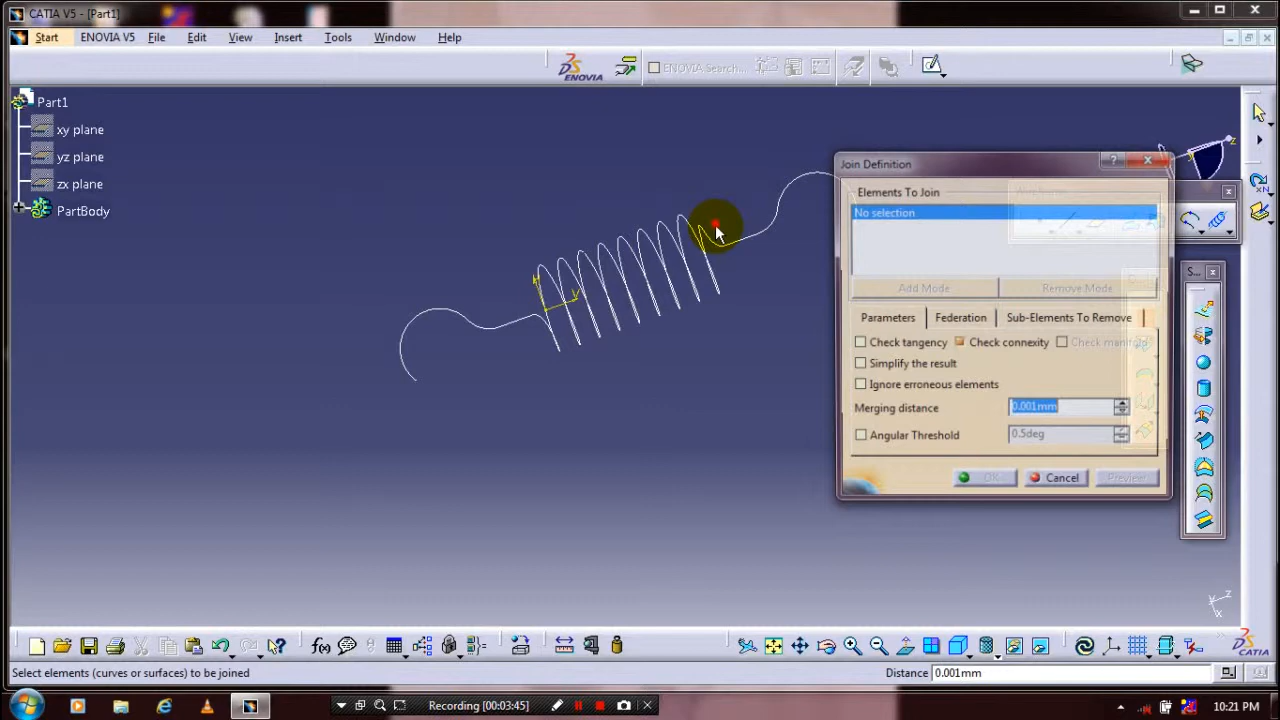 CATIA V5 - [Part1]
Start ENOVIA V5 File Edit View Insert Tools Window Help
ENOVIA
ENOVIA Search...
Part1
xy plane
yz plane
zx plane
PartBody
Join Definition
Elements To Join
No selection
Add Mode Remove Mode
Parameters Federation Sub-Elements To Remove
Check tangency Check connexity Check manifo
Simplify the result
Ignore erroneous elements
Merging distance 0.001mm
Angular Threshold 0.5deg
OK Cancel Preview
S...
z
y
z
y
x
f(x)
CATIA
Select elements (curves or surfaces) to be joined
Distance 0.001mm
Recording [00:03:45]
10:21 PM